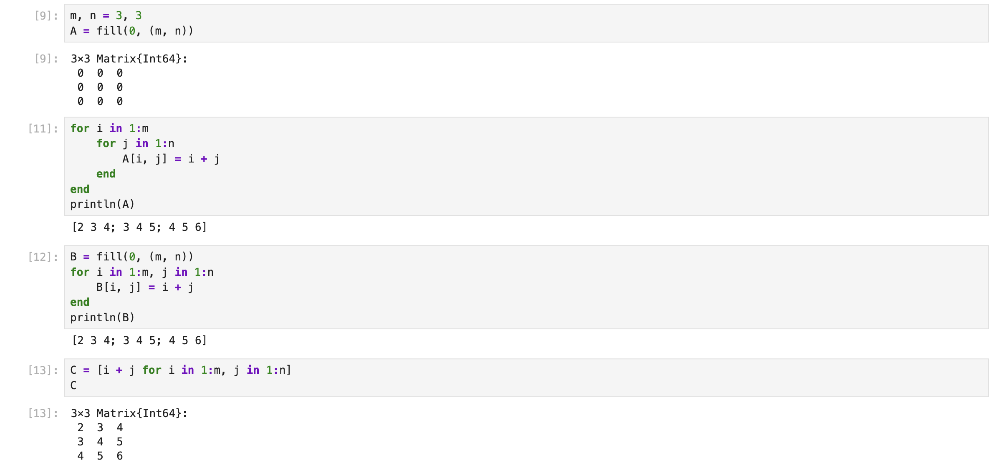 [9]: m, n = 3, 3
A = fill(0, (m, n))
[9]: 3×3 Matrix{Int64}:
 0  0  0
 0  0  0
 0  0  0
[11]: for i in 1:m
    for j in 1:n
        A[i, j] = i + j
    end
end
println(A)
[2 3 4; 3 4 5; 4 5 6]
[12]: B = fill(0, (m, n))
for i in 1:m, j in 1:n
    B[i, j] = i + j
end
println(B)
[2 3 4; 3 4 5; 4 5 6]
[13]: C = [i + j for i in 1:m, j in 1:n]
C
[13]: 3×3 Matrix{Int64}:
 2  3  4
 3  4  5
 4  5  6